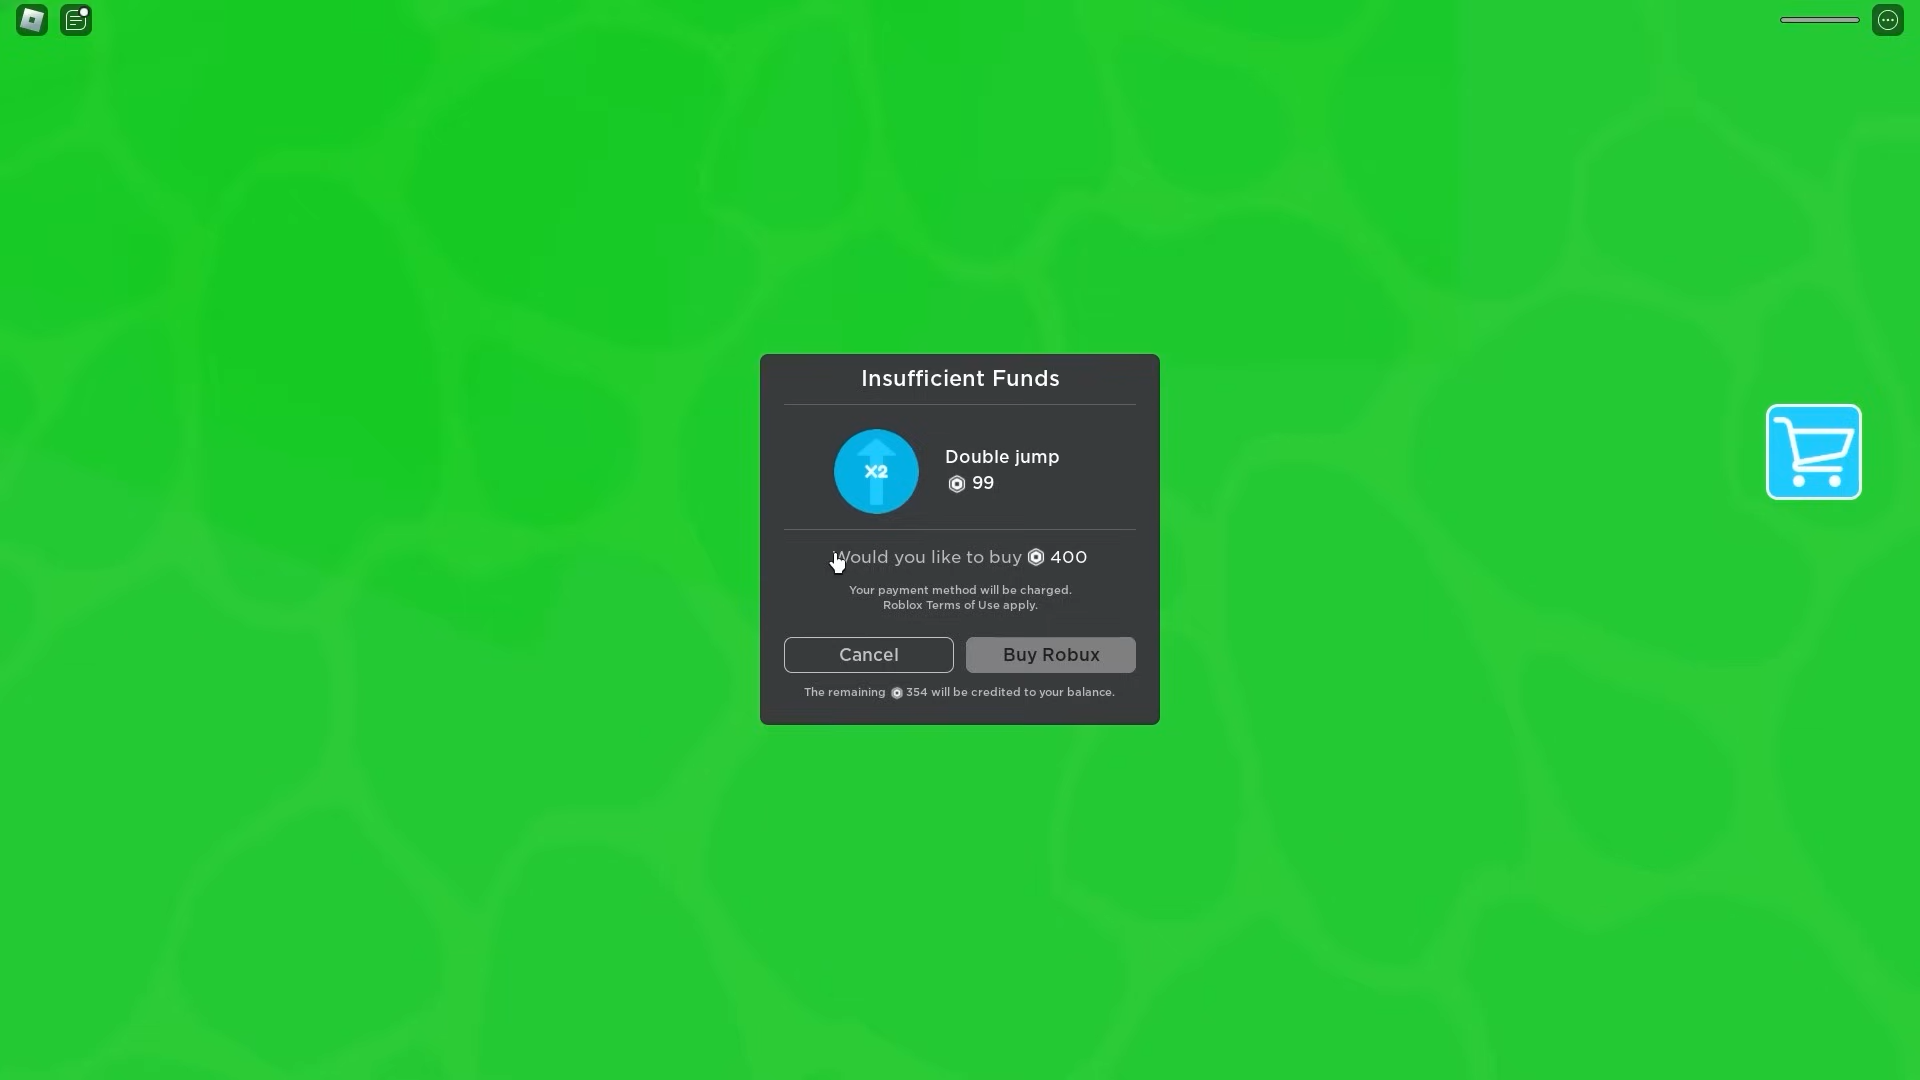 Insufficient Funds
X2
Double jump
99
Would you like to buy 400
Your payment method will be charged.
Roblox Terms of Use apply.
Cancel
Buy Robux
The remaining 354 will be credited to your balance.